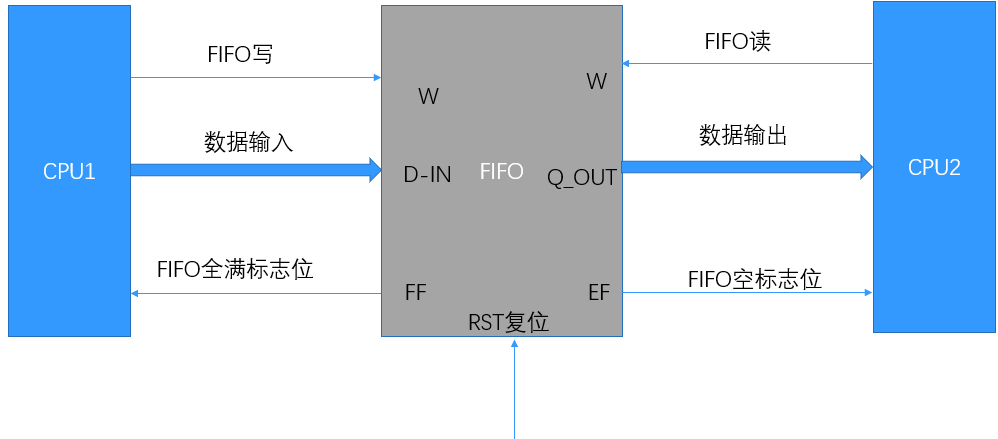 FIFO写
FIFO读
W
W
数据输入
数据输出
CPU1
D-IN
FIFO
Q_OUT
CPU2
FIFO全满标志位
FIFO空标志位
FF
EF
RST复位